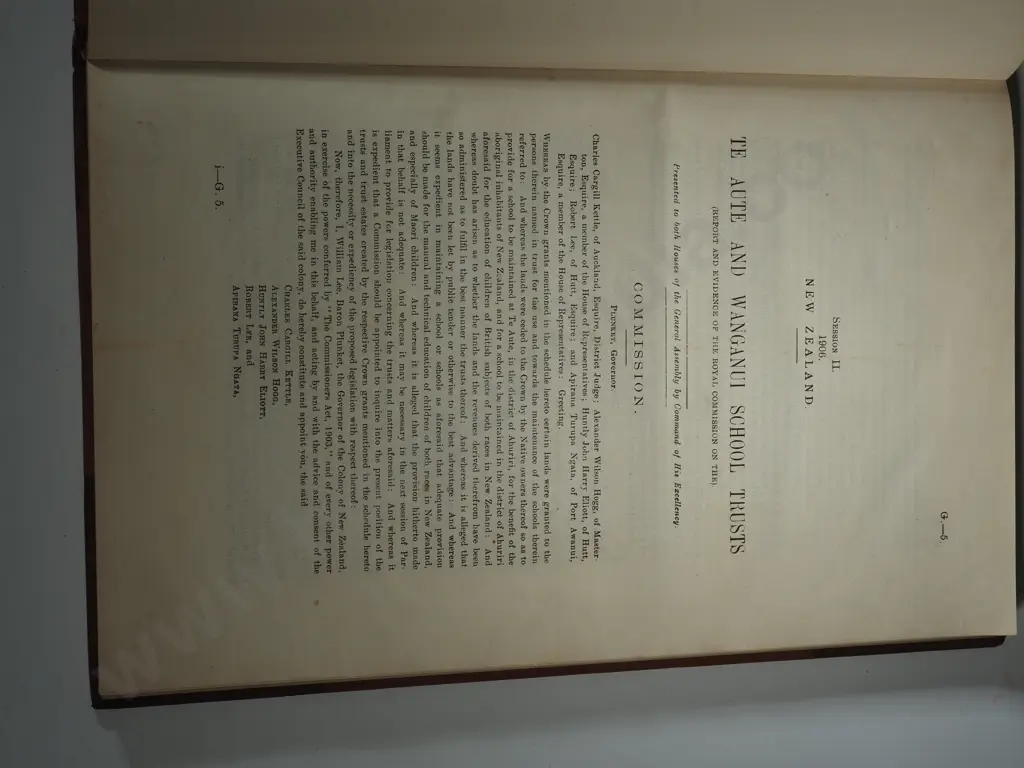 G.—5.
SESSION II.
1906.
NEW ZEALAND.
TE AUTE AND WANGANUI SCHOOL TRUSTS
(REPORT AND EVIDENCE OF THE ROYAL COMMISSION ON THE).
Presented to both Houses of the General Assembly by Command of His Excellency.
COMMISSION.
PLUNKET, Governor.
Charles Cargill Kettle, of Auckland, Esquire, District Judge; Alexander Wilson Hogg, of Master-
ton, Esquire, a member of the House of Representatives; Huntly John Harry Eliott, of Hutt,
Esquire; Robert Lee, of Hutt, Esquire; and Apirana Turupa Ngata, of Port Awanui,
Esquire, a member of the House of Representatives: Greeting.
WHEREAS by the Crown grants mentioned in the schedule hereto certain lands were granted to the
persons therein named in trust for the use and towards the maintenance of the schools therein
referred to: And whereas the lands were ceded to the Crown by the Native owners thereof so as to
provide for a school to be maintained at Te Aute, in the district of Ahuriri, for the benefit of the
aboriginal inhabitants of New Zealand, and for a school to be maintained in the district of Ahuriri
aforesaid for the education of children of British subjects of both races in New Zealand: And
whereas doubt has arisen as to whether the lands and the revenues derived therefrom have been
so administered as to fulfil in the best manner the trusts thereof: And whereas it is alleged that
the lands have not been let by public tender or otherwise to the best advantage: And whereas
it seems expedient in maintaining a school or schools as aforesaid that adequate provision
should be made for the manual and technical education of children of both races in New Zealand,
and especially of Maori children: And whereas it is alleged that the provision hitherto made
in that behalf is not adequate: And whereas it may be necessary in the next session of Par-
liament to provide for legislation concerning the trusts and matters aforesaid: And whereas it
is expedient that a Commission should be appointed to inquire into the present position of the
trusts and trust estates created by the respective Crown grants mentioned in the schedule hereto
and into the necessity or expediency of the proposed legislation with respect thereof:
Now, therefore, I, William Lee, Baron Plunket, the Governor of the Colony of New Zealand,
in exercise of the powers conferred by "The Commissioners Act, 1903," and of every other power
and authority enabling me in this behalf, and acting by and with the advice and consent of the
Executive Council of the said colony, do hereby constitute and appoint you, the said
CHARLES CARGILL KETTLE,
ALEXANDER WILSON HOGG,
HUNTLY JOHN HARRY ELIOTT,
ROBERT LEE, and
APIRANA TURUPA NGATA,
i—G. 5.
www.